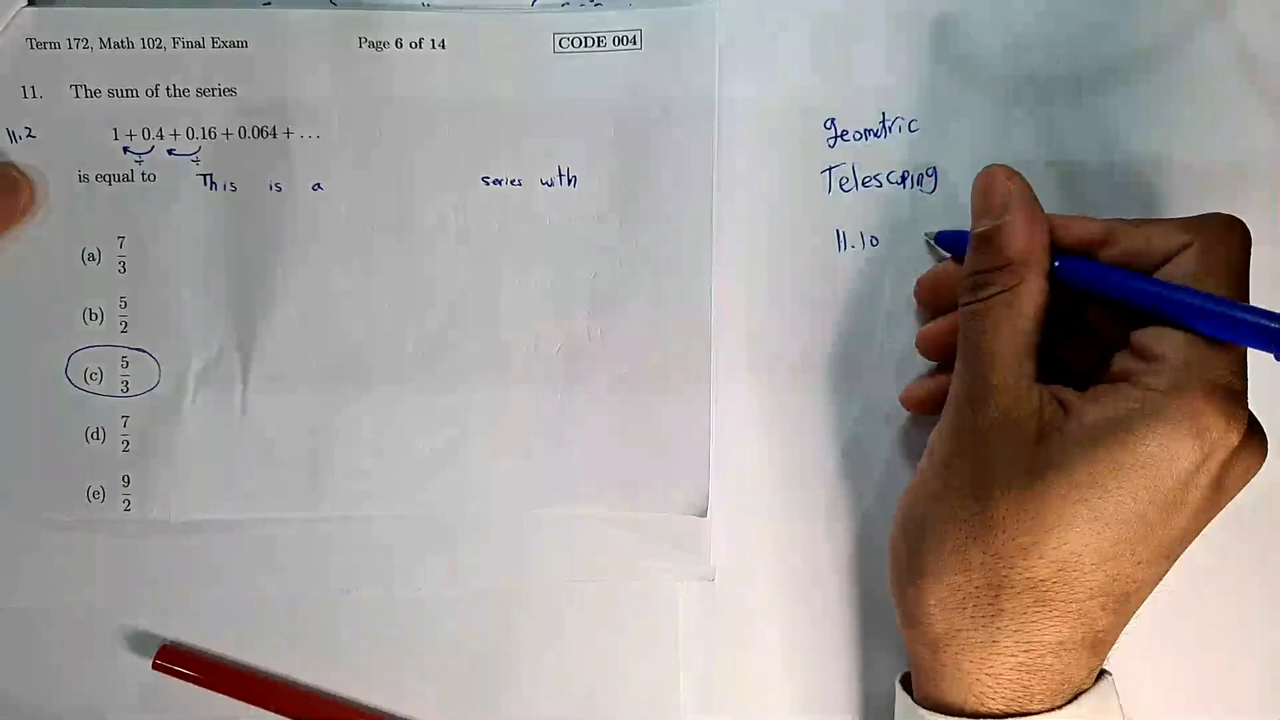 Term 172, Math 102, Final Exam Page 6 of 14 CODE 004
11. The sum of the series
11.2 1 + 0.4 + 0.16 + 0.064 + ...
÷ ÷
is equal to This is a series with
(a) 7/3
(b) 5/2
(c) 5/3
(d) 7/2
(e) 9/2
geometric
Telescoping
11.10